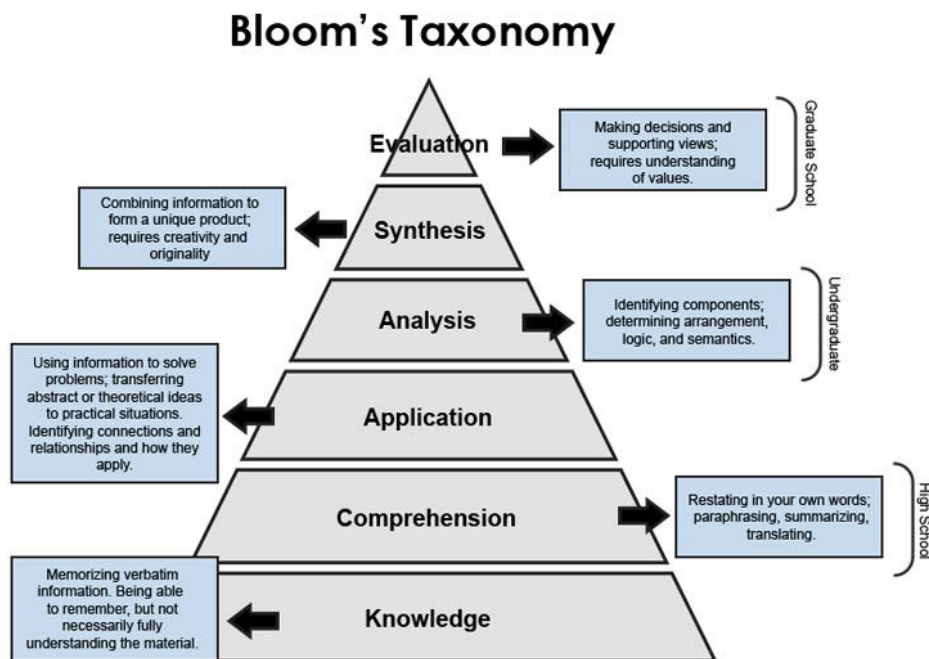 Bloom's Taxonomy
Evaluation
Making decisions and
supporting views;
requires understanding
of values.
Graduate School
Combining information to
form a unique product;
requires creativity and
originality
Synthesis
Analysis
Identifying components;
determining arrangement,
logic, and semantics.
Undergraduate
Using information to solve
problems; transferring
abstract or theoretical ideas
to practical situations.
Identifying connections and
relationships and how they
apply.
Application
Comprehension
Restating in your own words;
paraphrasing, summarizing,
translating.
High School
Memorizing verbatim
information. Being able
to remember, but not
necessarily fully
understanding the material.
Knowledge